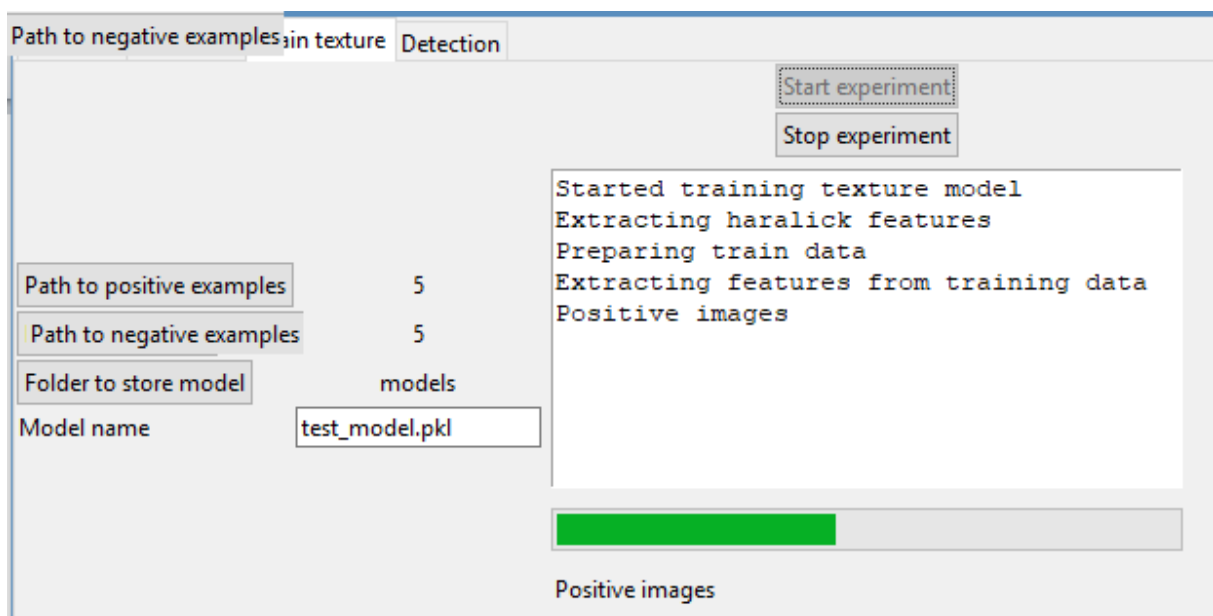 Path to negative examples ain texture Detection
Start experiment
Stop experiment
Started training texture model
Extracting haralick features
Preparing train data
Extracting features from training data
Positive images
Path to positive examples 5
Path to negative examples 5
Folder to store model models
Model name test_model.pkl
Positive images